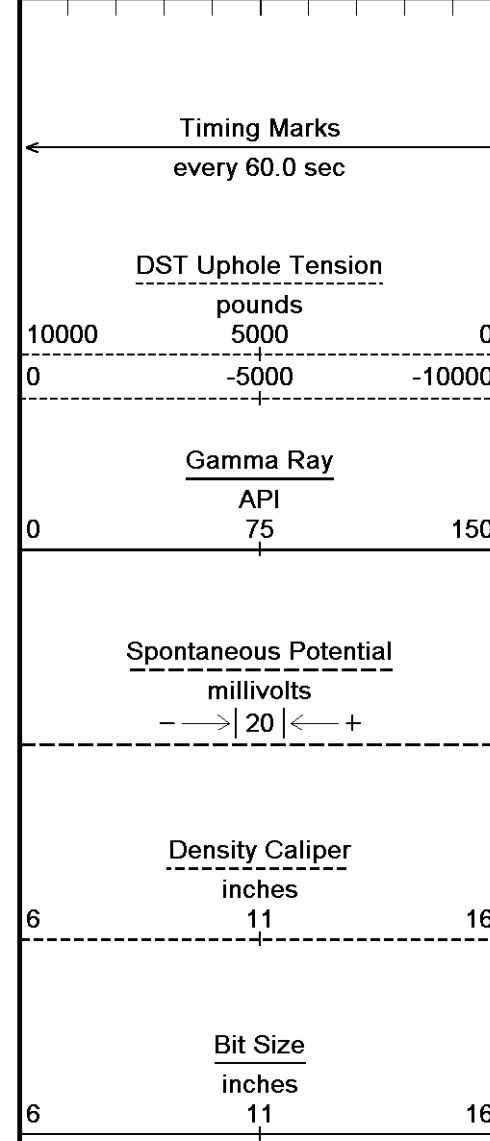 Timing Marks
every 60.0 sec
DST Uphole Tension
pounds
10000 5000 0
0 -5000 -10000
Gamma Ray
API
0 75 150
Spontaneous Potential
millivolts
− |20| +
Density Caliper
inches
6 11 16
Bit Size
inches
6 11 16